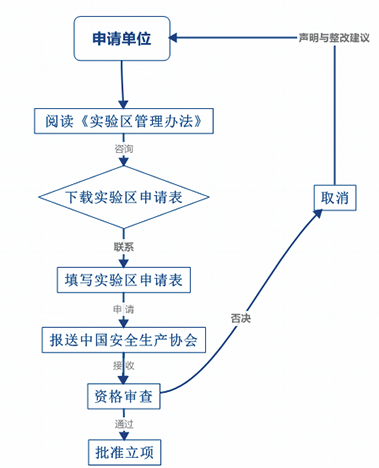 申请单位
声明与整改建议
阅读《实验区管理办法》
咨询
下载实验区申请表
取消
联系
填写实验区申请表
申请
否决
报送中国安全生产协会
接收
资格审查
通过
批准立项